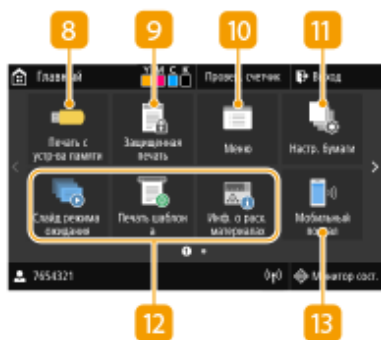 8 9 10 11
Главный Y M C K Провер. счетчик Выход
Печать с
устр-ва памяти
Защищенная
печать
Меню
Настр. бумаги
Слайд режима
ожидания
Печать шаблон
а
Инф. о расх.
материалах
Мобильный
портал
7654321 Монитор сост.
12 13